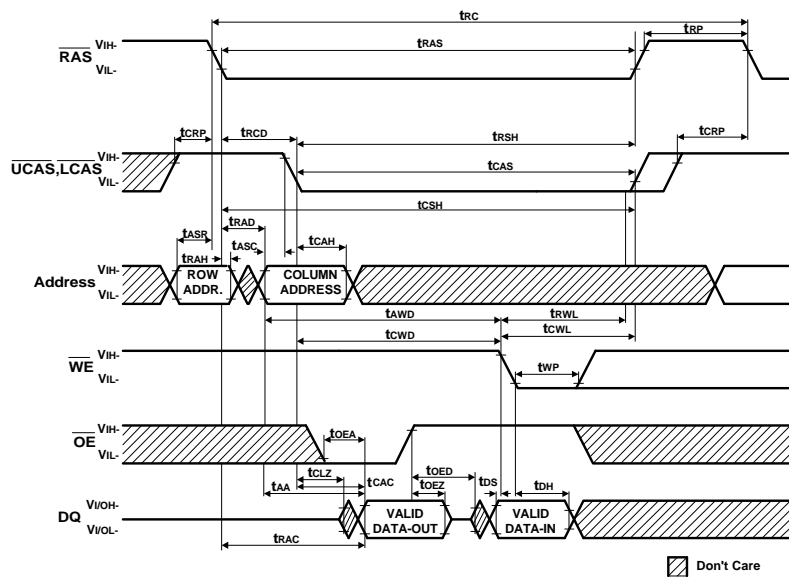 tRC
tRP
tRAS
RAS
VIH-
VIL-
tCRP
tRCD
tRSH
tCRP
UCAS,LCAS
VIH-
VIL-
tCAS
tCSH
tASR
tRAD
tRAH
tASC
tCAH
Address
VIH-
VIL-
ROW
ADDR.
COLUMN
ADDRESS
tAWD
tRWL
tCWD
tCWL
WE
VIH-
VIL-
tWP
OE
VIH-
VIL-
tOEA
tCLZ
tCAC
tOED
tAA
tOEZ
tDS
tDH
DQ
VI/OH-
VI/OL-
VALID
DATA-OUT
VALID
DATA-IN
tRAC
Don't Care